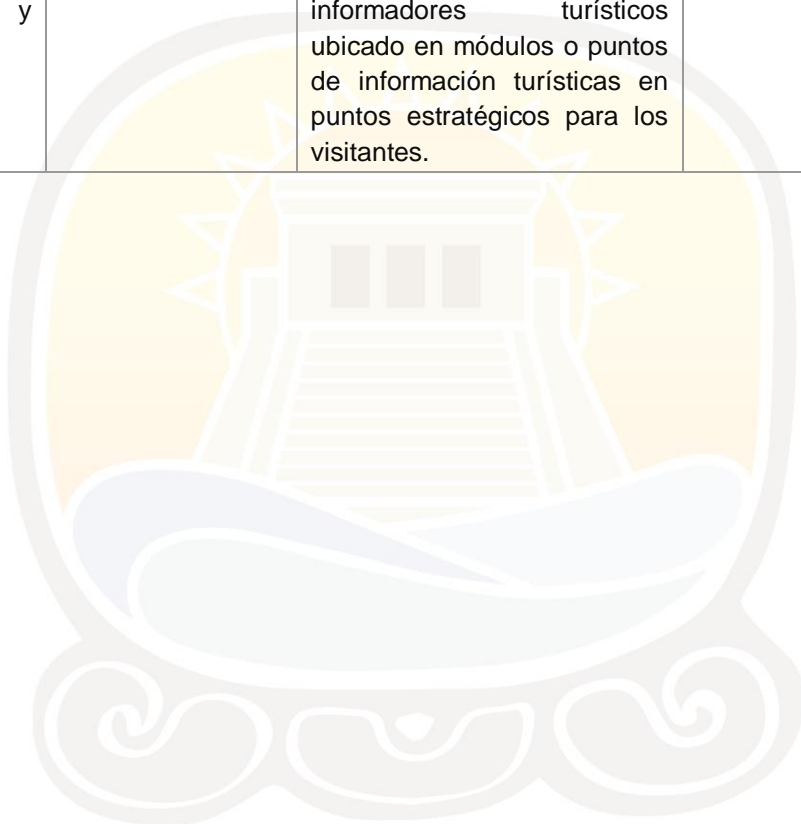 y
informadores turísticos
ubicado en módulos o puntos
de información turísticas en
puntos estratégicos para los
visitantes.